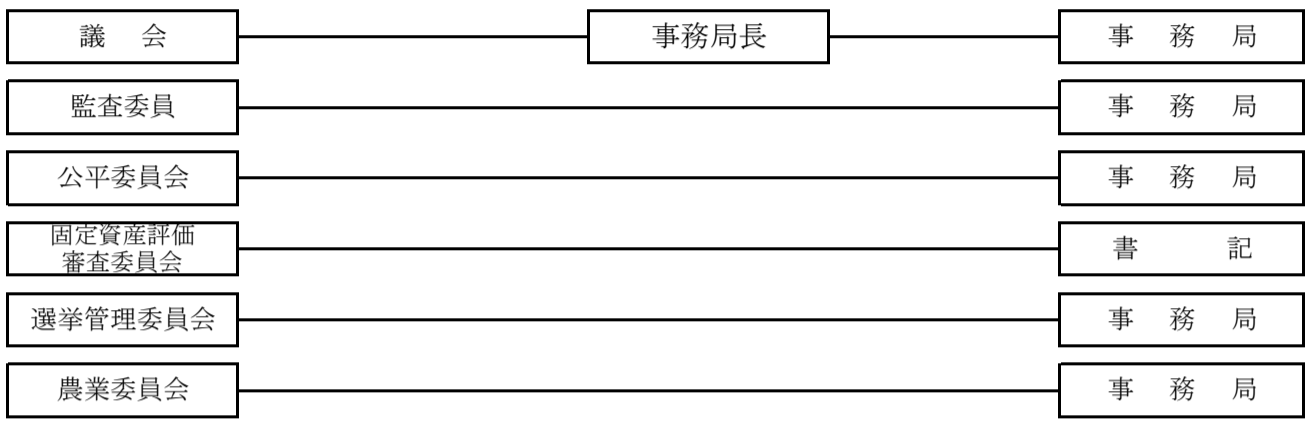 議会 事務局長 事務局
監査委員 事務局
公平委員会 事務局
固定資産評価
審査委員会 書記
選挙管理委員会 事務局
農業委員会 事務局